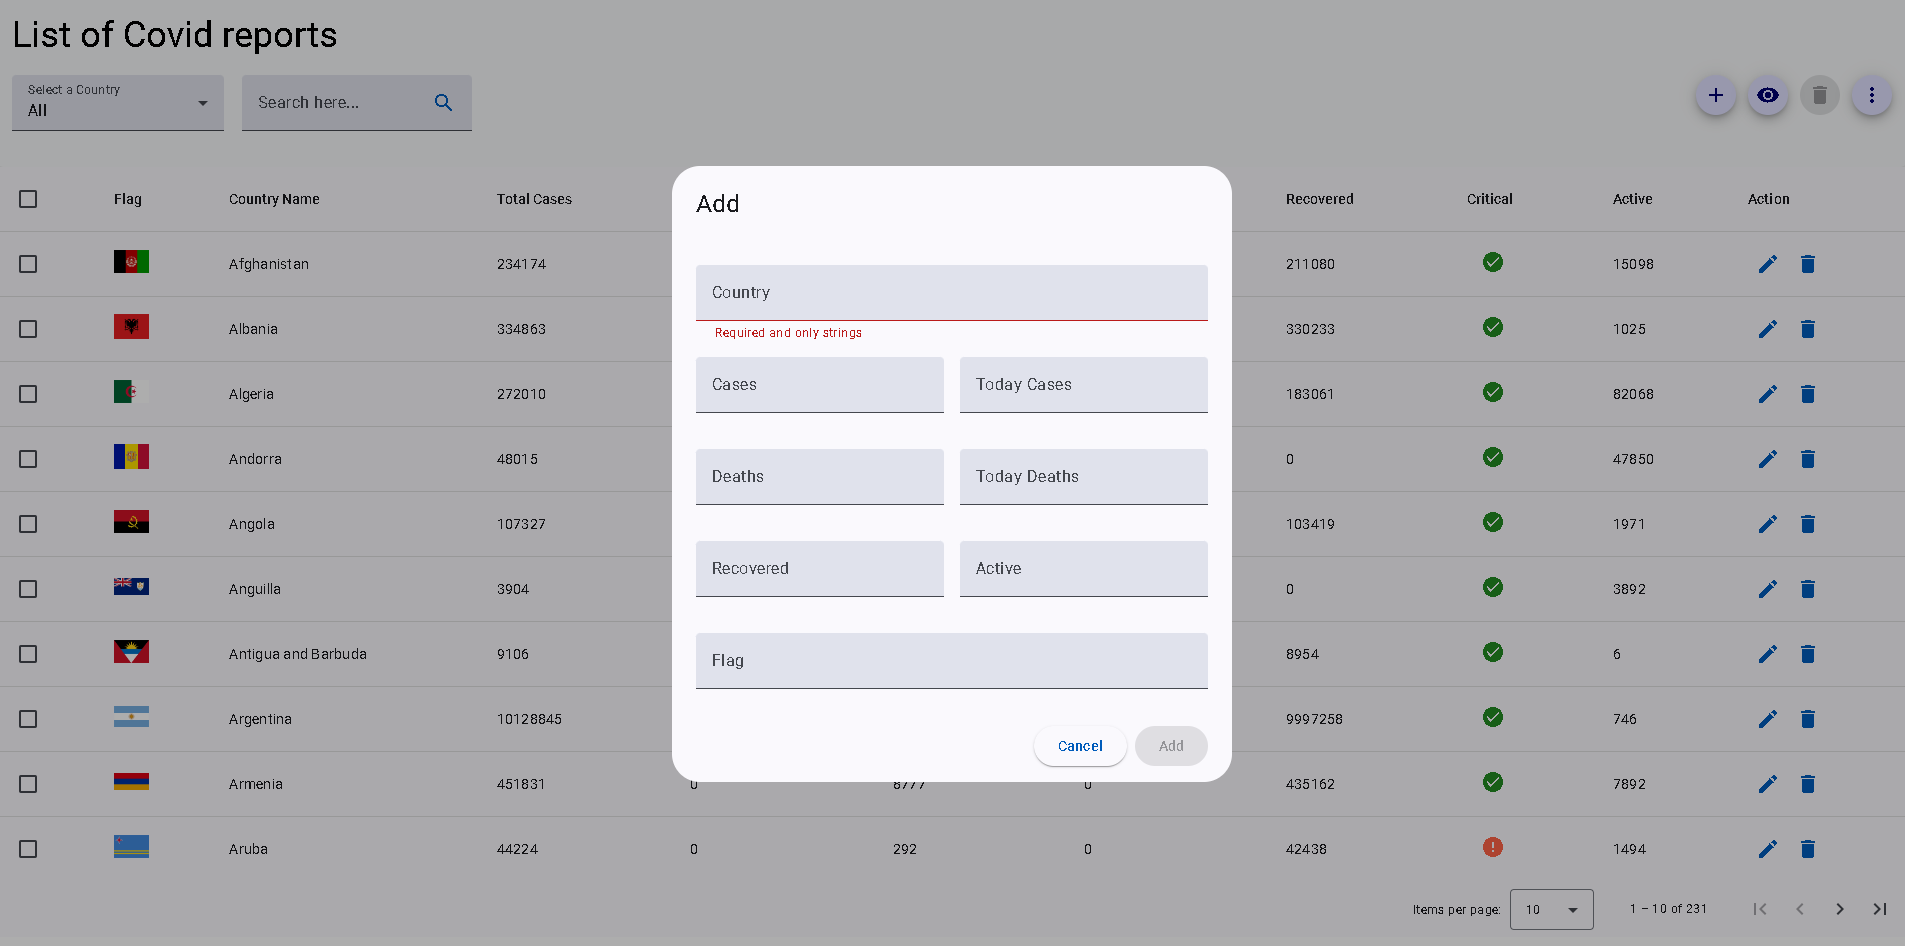 List of Covid reports
Select a Country
All
Search here...
Flag Country Name Total Cases Recovered Critical Active Action
Afghanistan 234174 211080 15098
Albania 334863 330233 1025
Algeria 272010 183061 82068
Andorra 48015 0 47850
Angola 107327 103419 1971
Anguilla 3904 0 3892
Antigua and Barbuda 9106 8954 6
Argentina 10128845 9997258 746
Armenia 451831 0 8777 0 435162 7892
Aruba 44224 0 292 0 42438 1494
Add
Country
Required and only strings
Cases Today Cases
Deaths Today Deaths
Recovered Active
Flag
Cancel Add
Items per page: 10 1 – 10 of 231